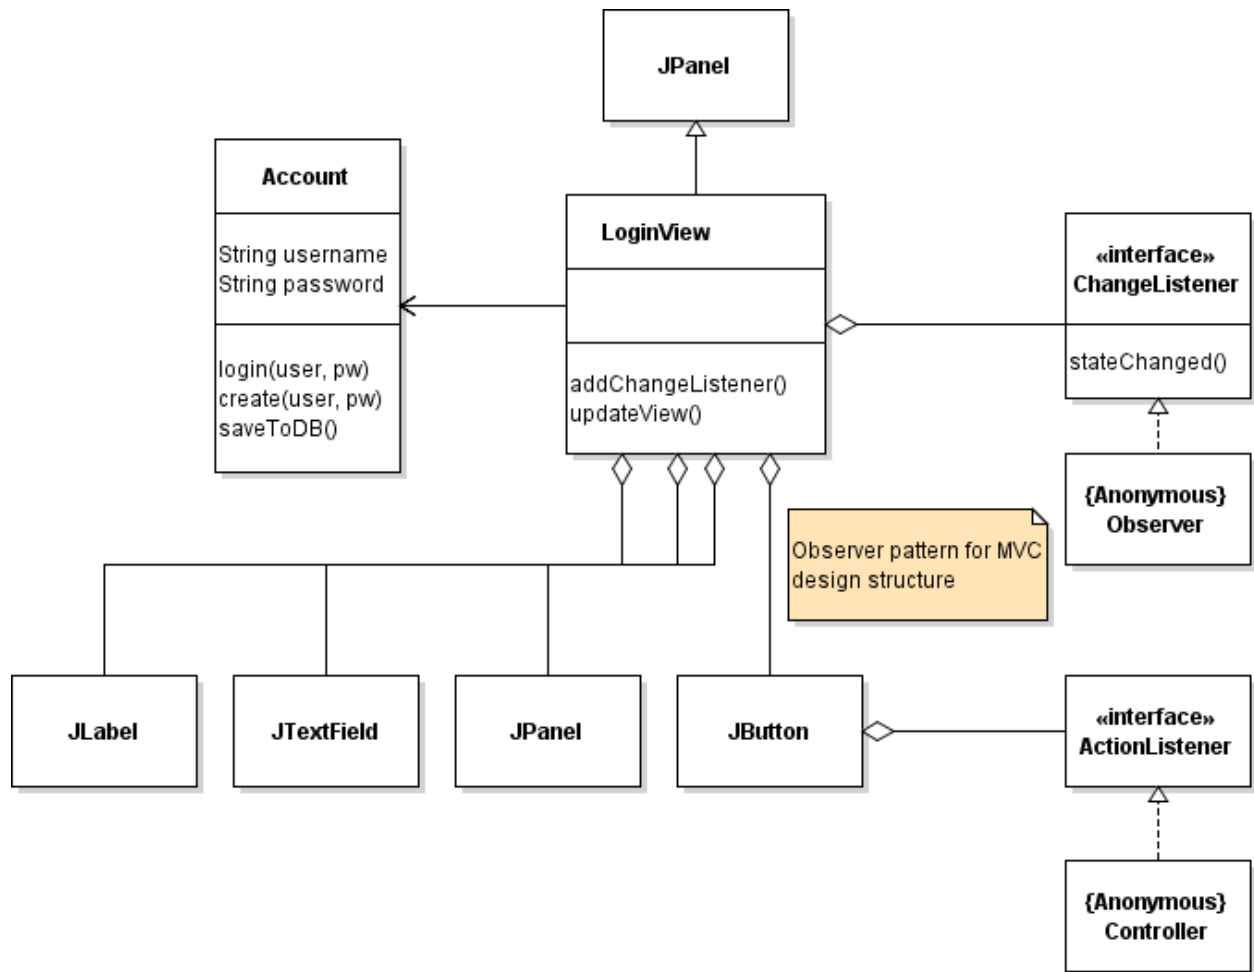 JPanel
Account
String username
String password
login(user, pw)
create(user, pw)
saveToDB()
LoginView
addChangeListener()
updateView()
«interface»
ChangeListener
stateChanged()
{Anonymous}
Observer
Observer pattern for MVC
design structure
JLabel
JTextField
JPanel
JButton
«interface»
ActionListener
{Anonymous}
Controller